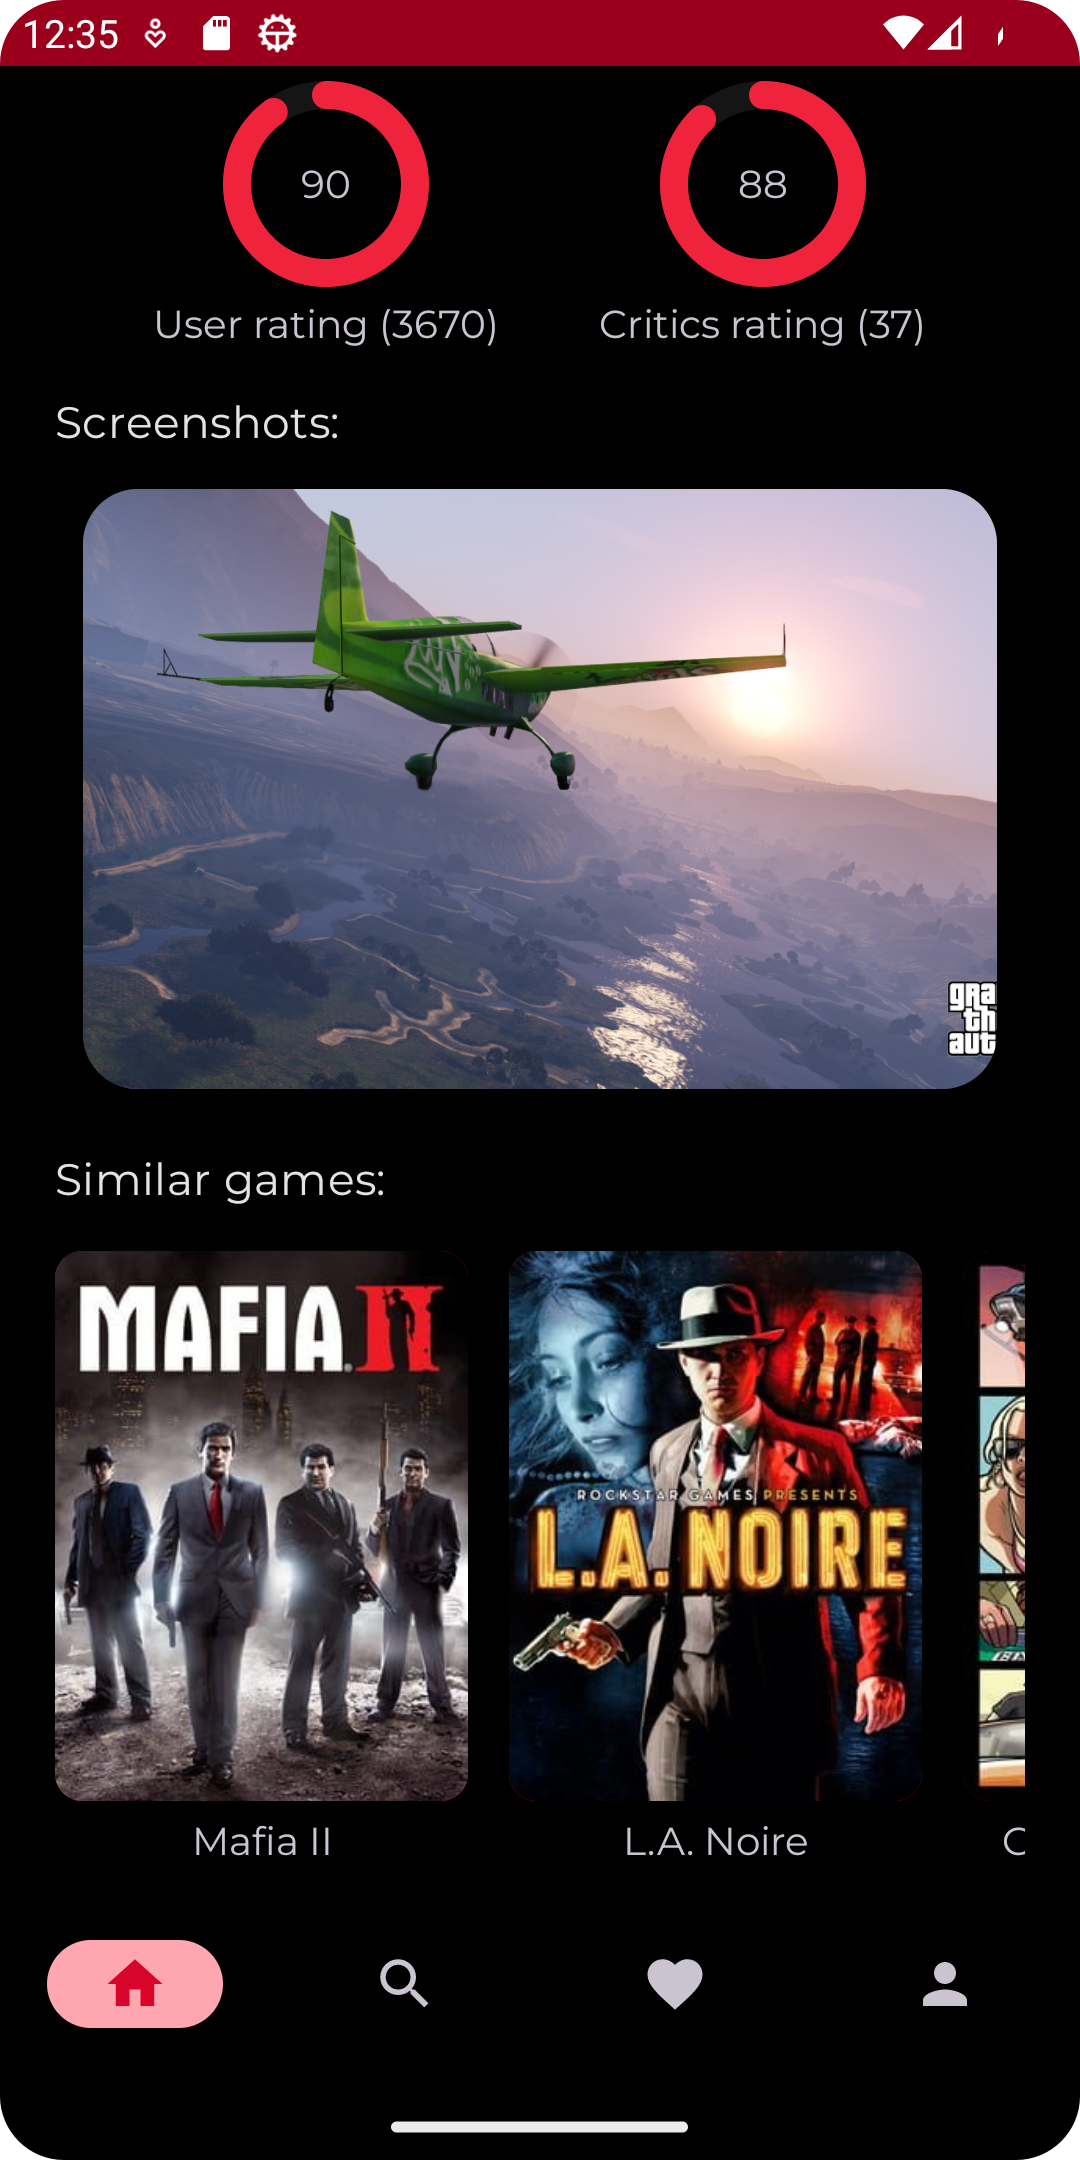 12:35
90
88
User rating (3670)
Critics rating (37)
Screenshots:
gra
th
aut
Similar games:
MAFIA II
ROCKSTAR GAMES PRESENTS
L.A. NOIRE
Mafia II
L.A. Noire